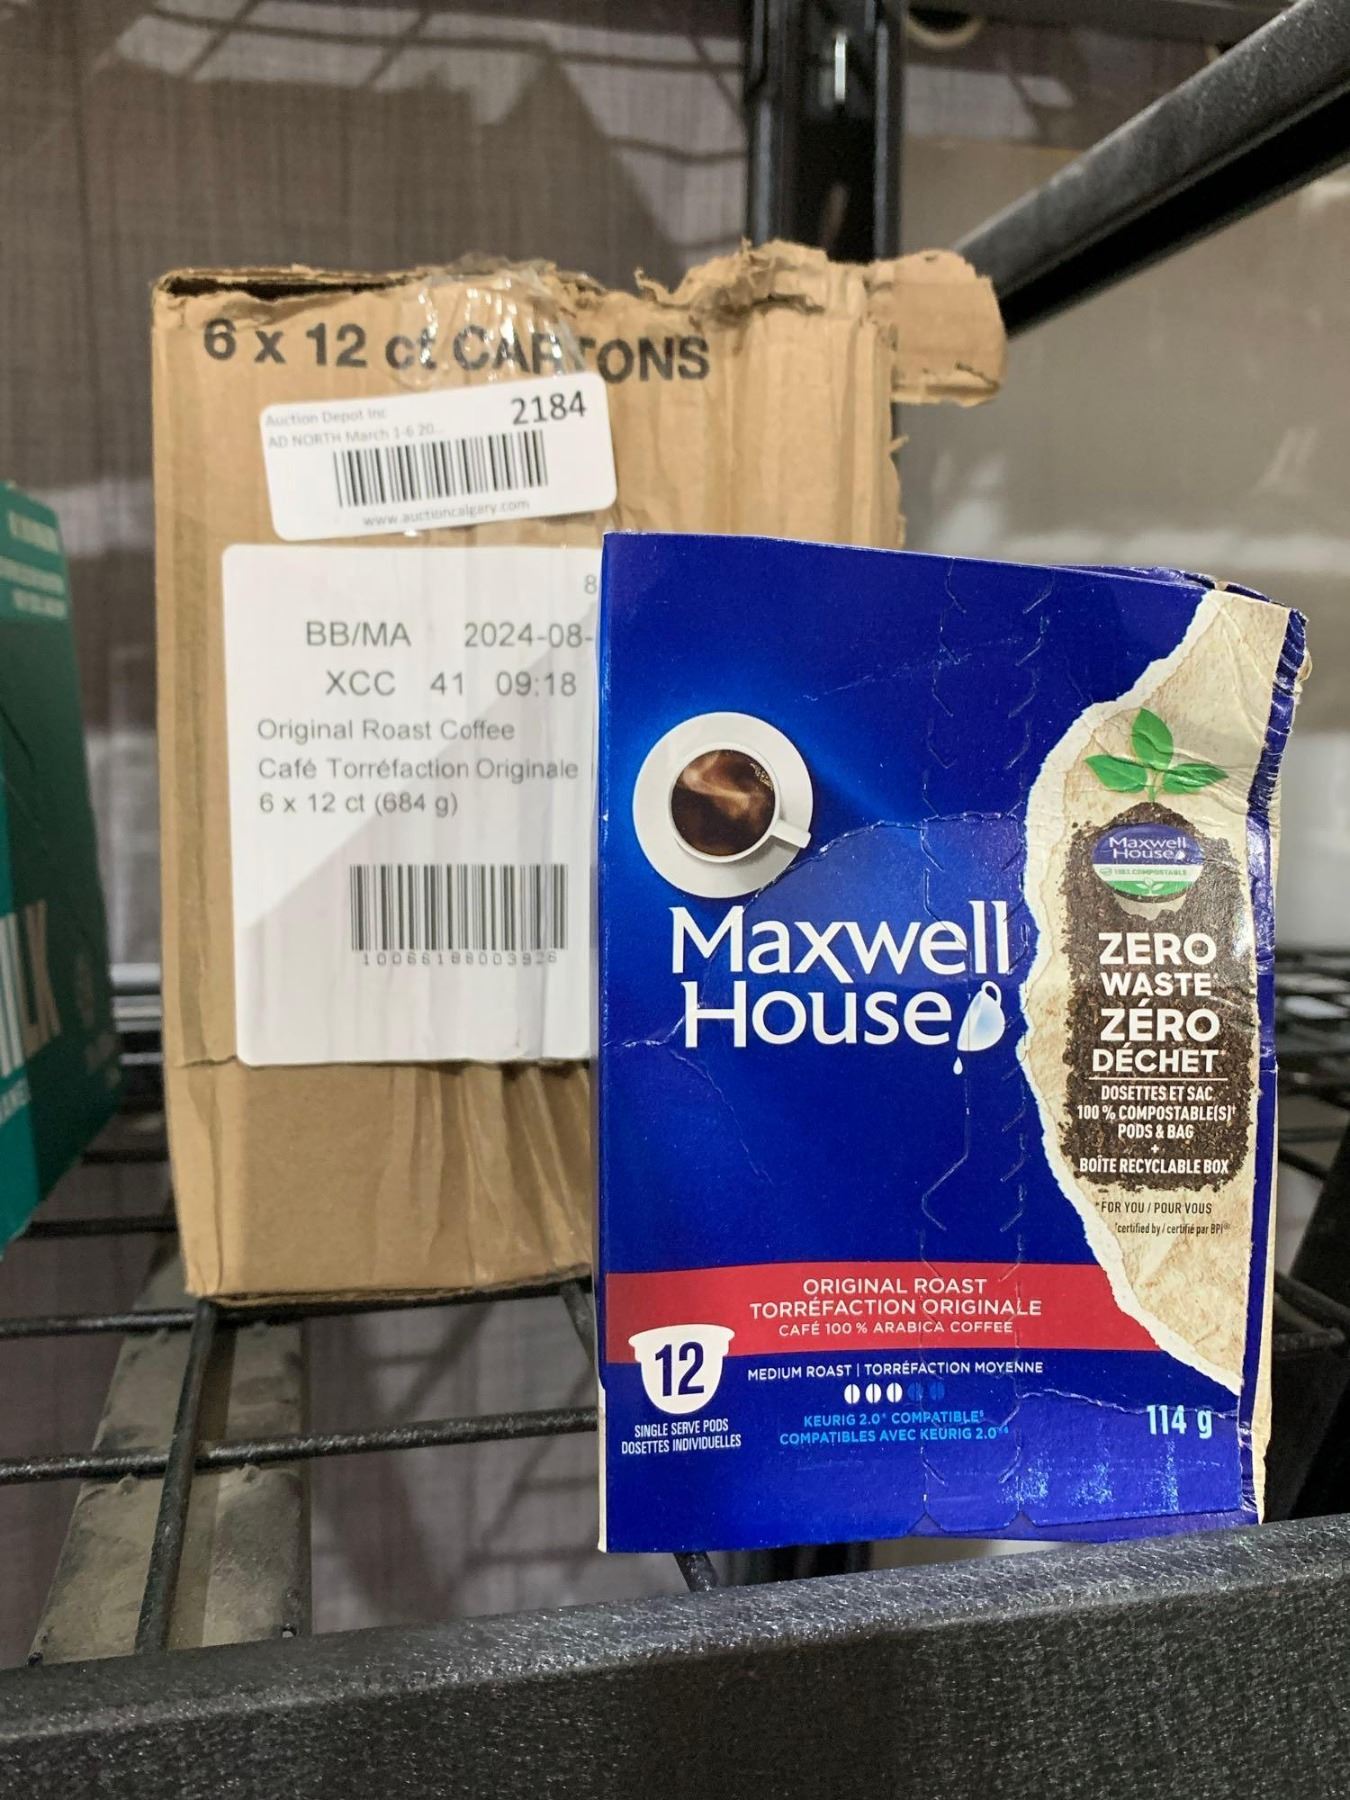 6 x 12 ct CARTONS
Auction Depot Inc
2184
AD NORTH March 1-6 20...
www.auctioncalgary.com
8
BB/MA 2024-08-
XCC 41 09:18
Original Roast Coffee
Café Torréfaction Originale
6 x 12 ct (684 g)
10066188003926
Maxwell
House
Maxwell
House
100% COMPOSTABLE
ZERO
WASTE
ZÉRO
DÉCHET*
DOSETTES ET SAC
100 % COMPOSTABLE(S)†
PODS & BAG
+
BOÎTE RECYCLABLE BOX
*FOR YOU / POUR VOUS
†certified by / certifié par BPI®
ORIGINAL ROAST
TORRÉFACTION ORIGINALE
CAFÉ 100 % ARABICA COFFEE
12
SINGLE SERVE PODS
DOSETTES INDIVIDUELLES
MEDIUM ROAST | TORRÉFACTION MOYENNE
KEURIG 2.0* COMPATIBLE§
COMPATIBLES AVEC KEURIG 2.0*§
114 g